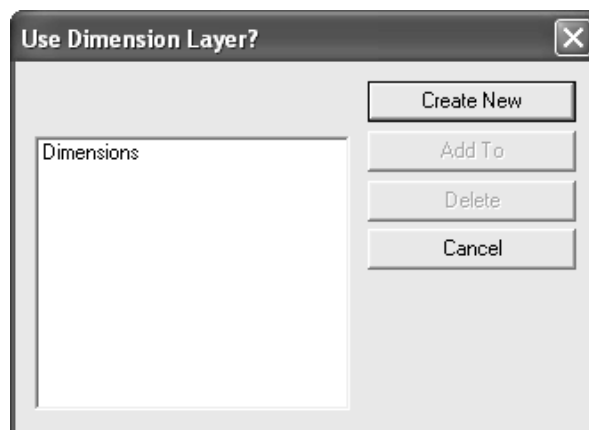 Use Dimension Layer?
Create New
Dimensions
Add To
Delete
Cancel